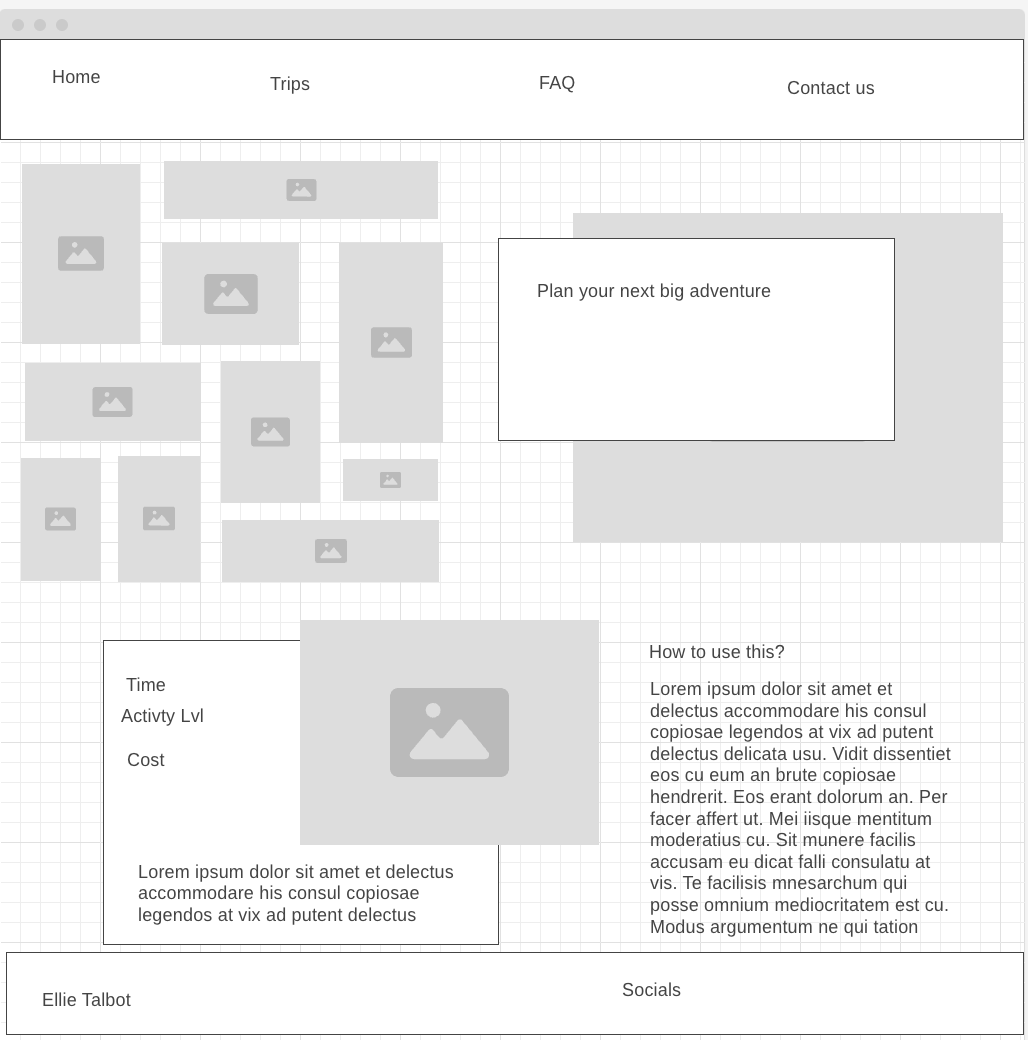 Home
Trips
FAQ
Contact us
Plan your next big adventure
Time
Activty Lvl
Cost
Lorem ipsum dolor sit amet et delectus
accommodare his consul copiosae
legendos at vix ad putent delectus
How to use this?
Lorem ipsum dolor sit amet et
delectus accommodare his consul
copiosae legendos at vix ad putent
delectus delicata usu. Vidit dissentiet
eos cu eum an brute copiosae
hendrerit. Eos erant dolorum an. Per
facer affert ut. Mei iisque mentitum
moderatius cu. Sit munere facilis
accusam eu dicat falli consulatu at
vis. Te facilisis mnesarchum qui
posse omnium mediocritatem est cu.
Modus argumentum ne qui tation
Ellie Talbot
Socials